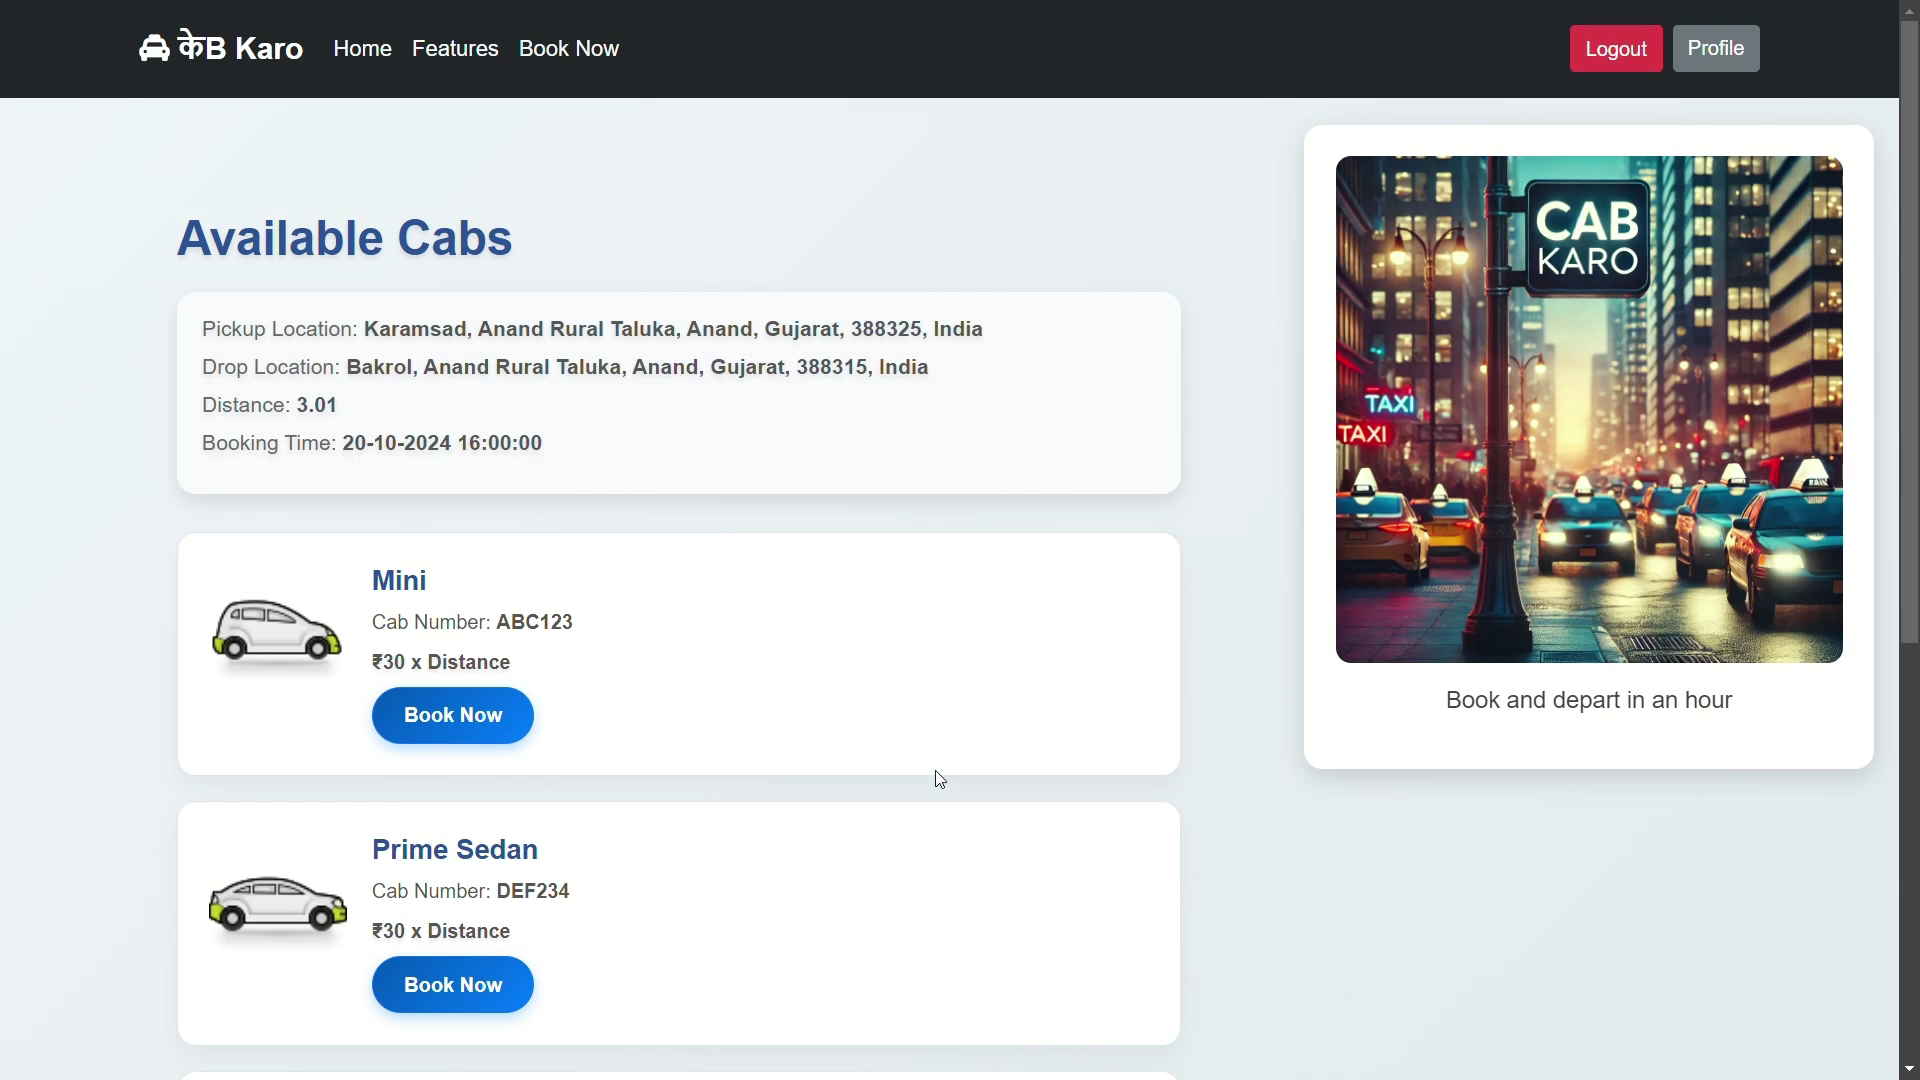 केB Karo Home Features Book Now Logout Profile
Available Cabs
Pickup Location: Karamsad, Anand Rural Taluka, Anand, Gujarat, 388325, India
Drop Location: Bakrol, Anand Rural Taluka, Anand, Gujarat, 388315, India
Distance: 3.01
Booking Time: 20-10-2024 16:00:00
Mini
Cab Number: ABC123
₹30 x Distance
Book Now
Prime Sedan
Cab Number: DEF234
₹30 x Distance
Book Now
CAB
KARO
TAXI
TAXI
Book and depart in an hour